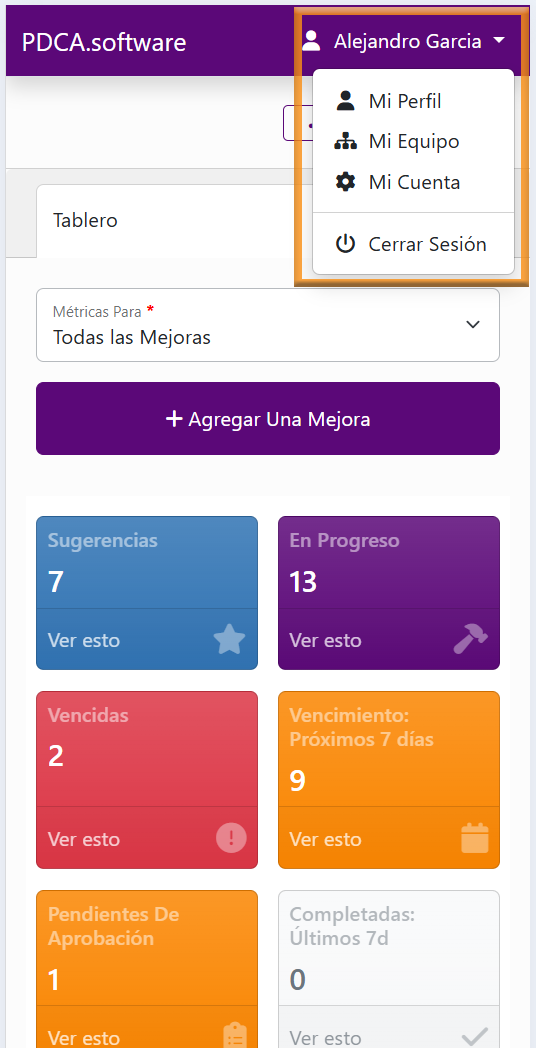 PDCA.software
Alejandro Garcia
Mi Perfil
Mi Equipo
Mi Cuenta
Cerrar Sesión
Tablero
Métricas Para *
Todas las Mejoras
+ Agregar Una Mejora
Sugerencias
7
Ver esto
En Progreso
13
Ver esto
Vencidas
2
Ver esto
Vencimiento:
Próximos 7 días
9
Ver esto
Pendientes De
Aprobación
1
Ver esto
Completadas:
Últimos 7d
0
Ver esto